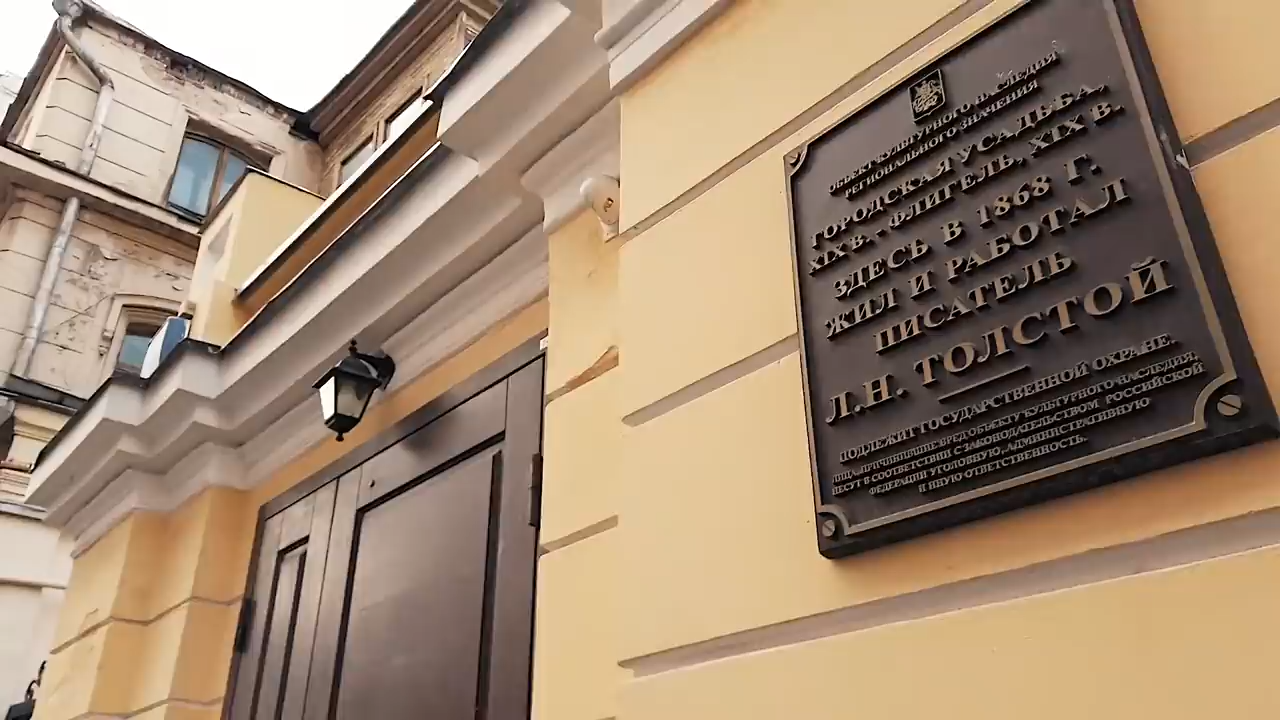 ОБЪЕКТ КУЛЬТУРНОГО НАСЛЕДИЯ
РЕГИОНАЛЬНОГО ЗНАЧЕНИЯ
ГОРОДСКАЯ УСАДЬБА,
XIX В. - ФЛИГЕЛЬ, XIX В.
ЗДЕСЬ В 1868 Г.
ЖИЛ И РАБОТАЛ
ПИСАТЕЛЬ
Л.Н. ТОЛСТОЙ
ПОДЛЕЖИТ ГОСУДАРСТВЕННОЙ ОХРАНЕ.
ЛИЦА, ПРИЧИНИВШИЕ ВРЕД ОБЪЕКТУ КУЛЬТУРНОГО НАСЛЕДИЯ,
НЕСУТ В СООТВЕТСТВИИ С ЗАКОНОДАТЕЛЬСТВОМ РОССИЙСКОЙ
ФЕДЕРАЦИИ УГОЛОВНУЮ, АДМИНИСТРАТИВНУЮ
И ИНУЮ ОТВЕТСТВЕННОСТЬ.